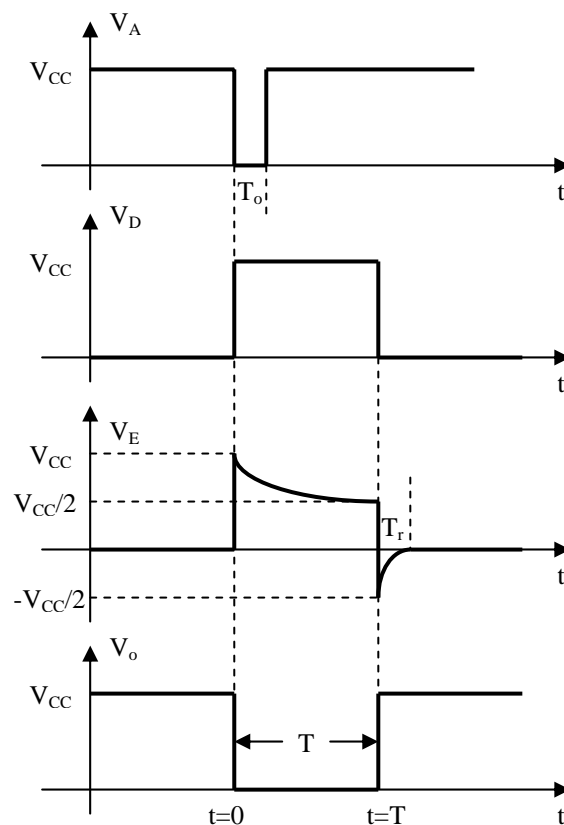 V_A
V_CC
t
T_o
V_D
V_CC
t
V_E
V_CC
V_CC/2
T_r
t
-V_CC/2
V_o
V_CC
T
t
t=0
t=T